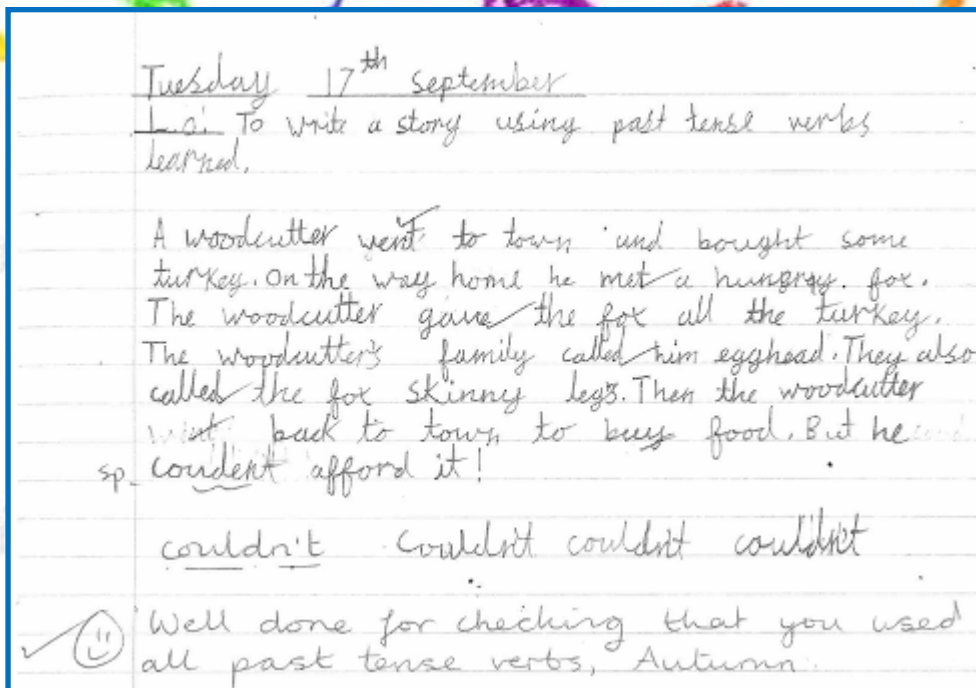 Tuesday 17th September
L.O: To write a story using past tense verbs
learned.
A woodcutter went to town and bought some
turkey. On the way home he met a hungry. fox.
The woodcutter gave the fox all the turkey.
The woodcutter's family called him egghead. They also
called the fox skinny legs. Then the woodcutter
went back to town to buy food. But he
sp. couldent afford it!
couldn't Couldn't couldn't couldn't
Well done for checking that you used
all past tense verbs, Autumn.